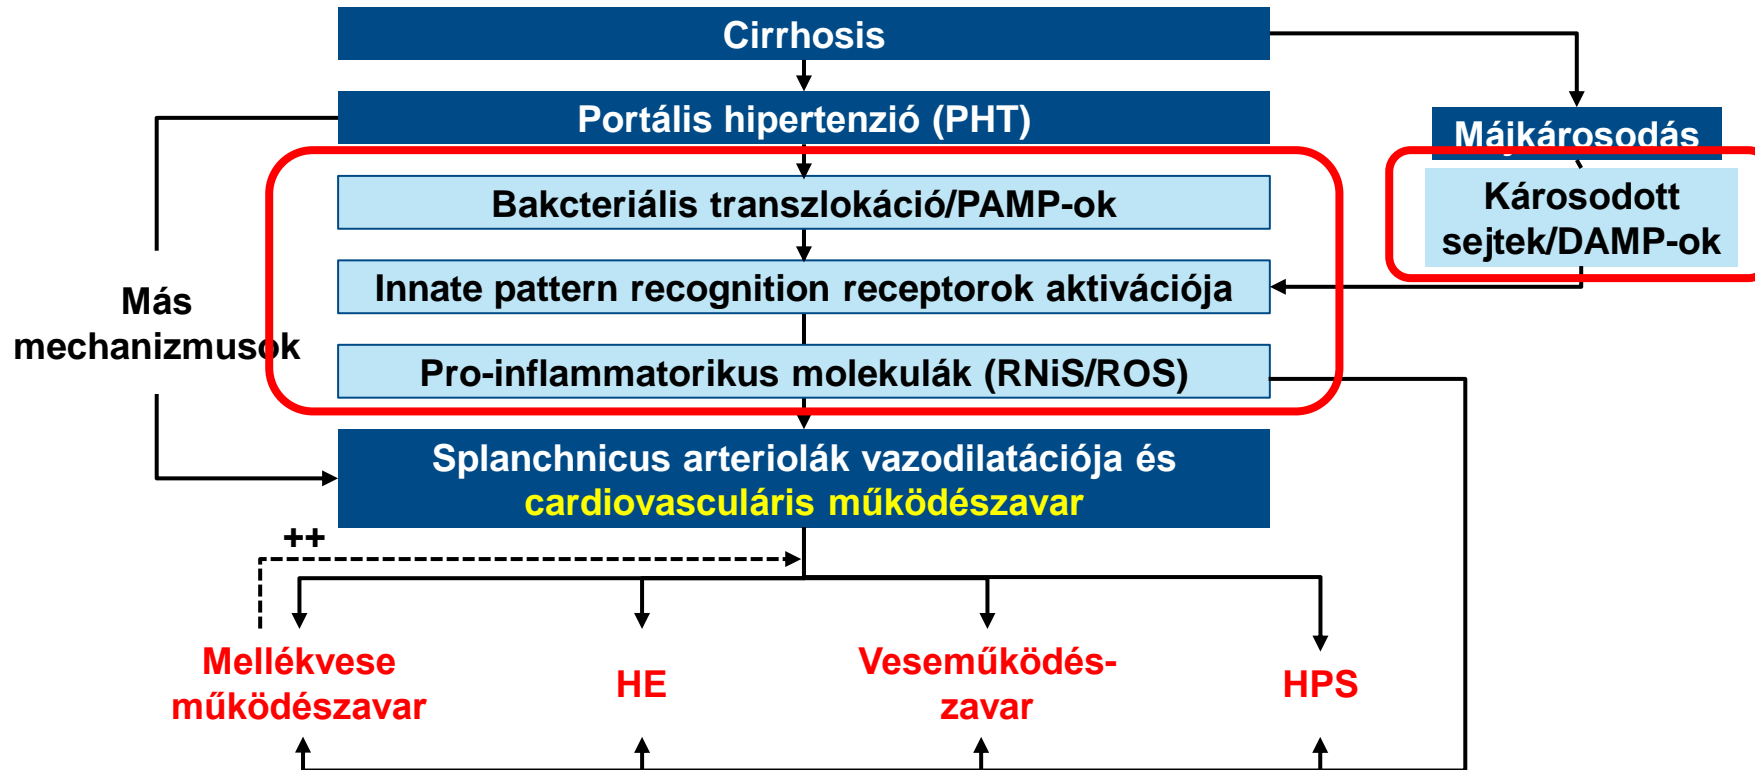 Cirrhosis
Portális hipertenzió (PHT)
Májkárosodás
Bakcteriális transzlokáció/PAMP-ok
Károsodott
sejtek/DAMP-ok
Innate pattern recognition receptorok aktivációja
Más
mechanizmusok
Pro-inflammatorikus molekulák (RNiS/ROS)
Splanchnicus arteriolák vazodilatációja és
cardiovasculáris működészavar
++
Mellékvese
működészavar
HE
Veseműködés-
zavar
HPS